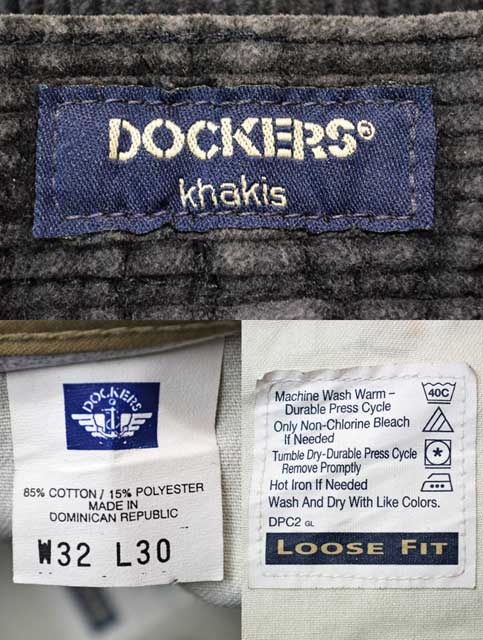 DOCKERS®
khakis
DOCKERS
85% COTTON / 15% POLYESTER
MADE IN
DOMINICAN REPUBLIC
W32 L30
Machine Wash Warm –
Durable Press Cycle
40C
Only Non-Chlorine Bleach
If Needed
Tumble Dry-Durable Press Cycle
Remove Promptly
Hot Iron If Needed
Wash And Dry With Like Colors.
DPC2 GL
LOOSE FIT